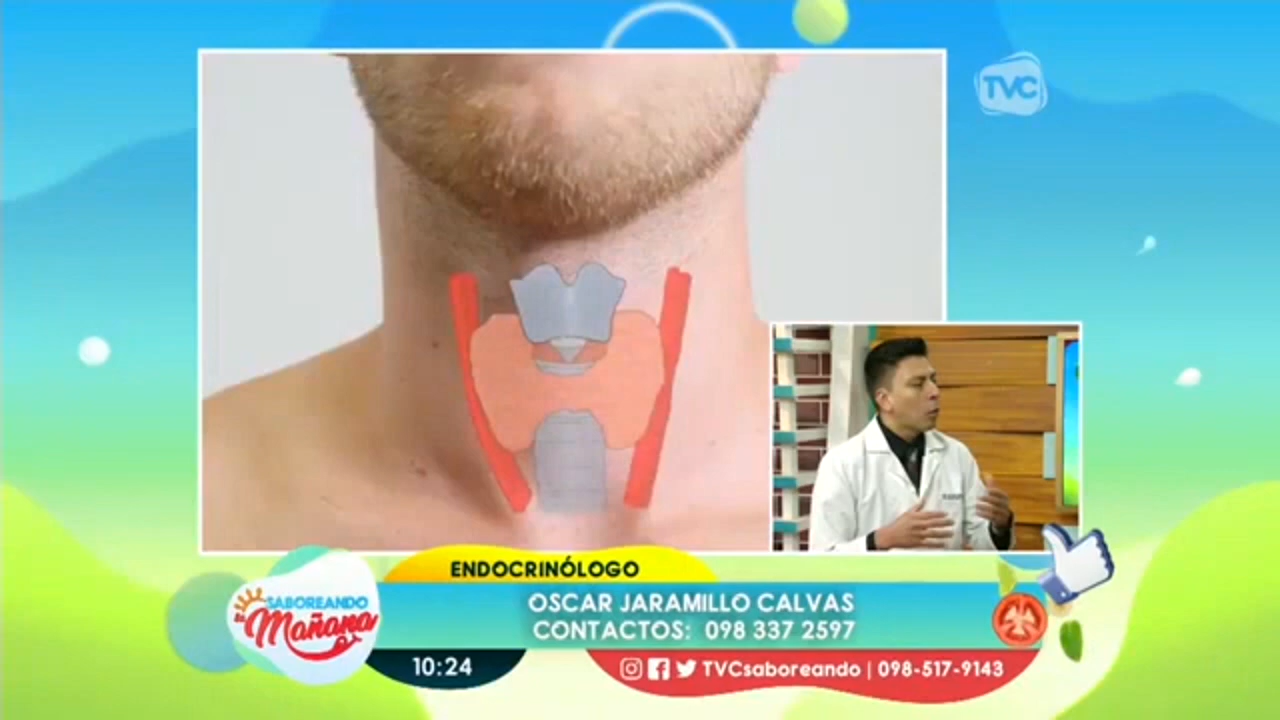 TVC
ENDOCRINÓLOGO
SABOREANDO
Mañana
OSCAR JARAMILLO CALVAS
CONTACTOS: 098 337 2597
10:24
TVCsaboreando | 098-517-9143